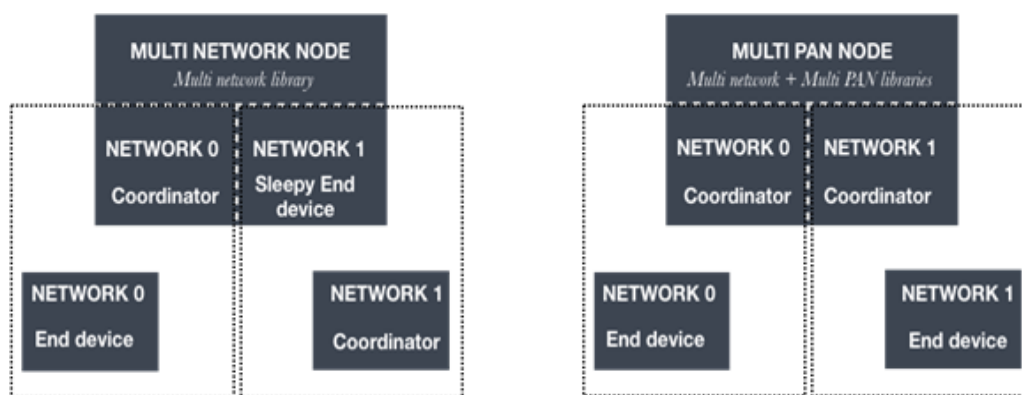 MULTI NETWORK NODE
Multi network library
NETWORK 0
Coordinator
NETWORK 1
Sleepy End
device
NETWORK 0
End device
NETWORK 1
Coordinator
MULTI PAN NODE
Multi network + Multi PAN libraries
NETWORK 0
Coordinator
NETWORK 1
Coordinator
NETWORK 0
End device
NETWORK 1
End device